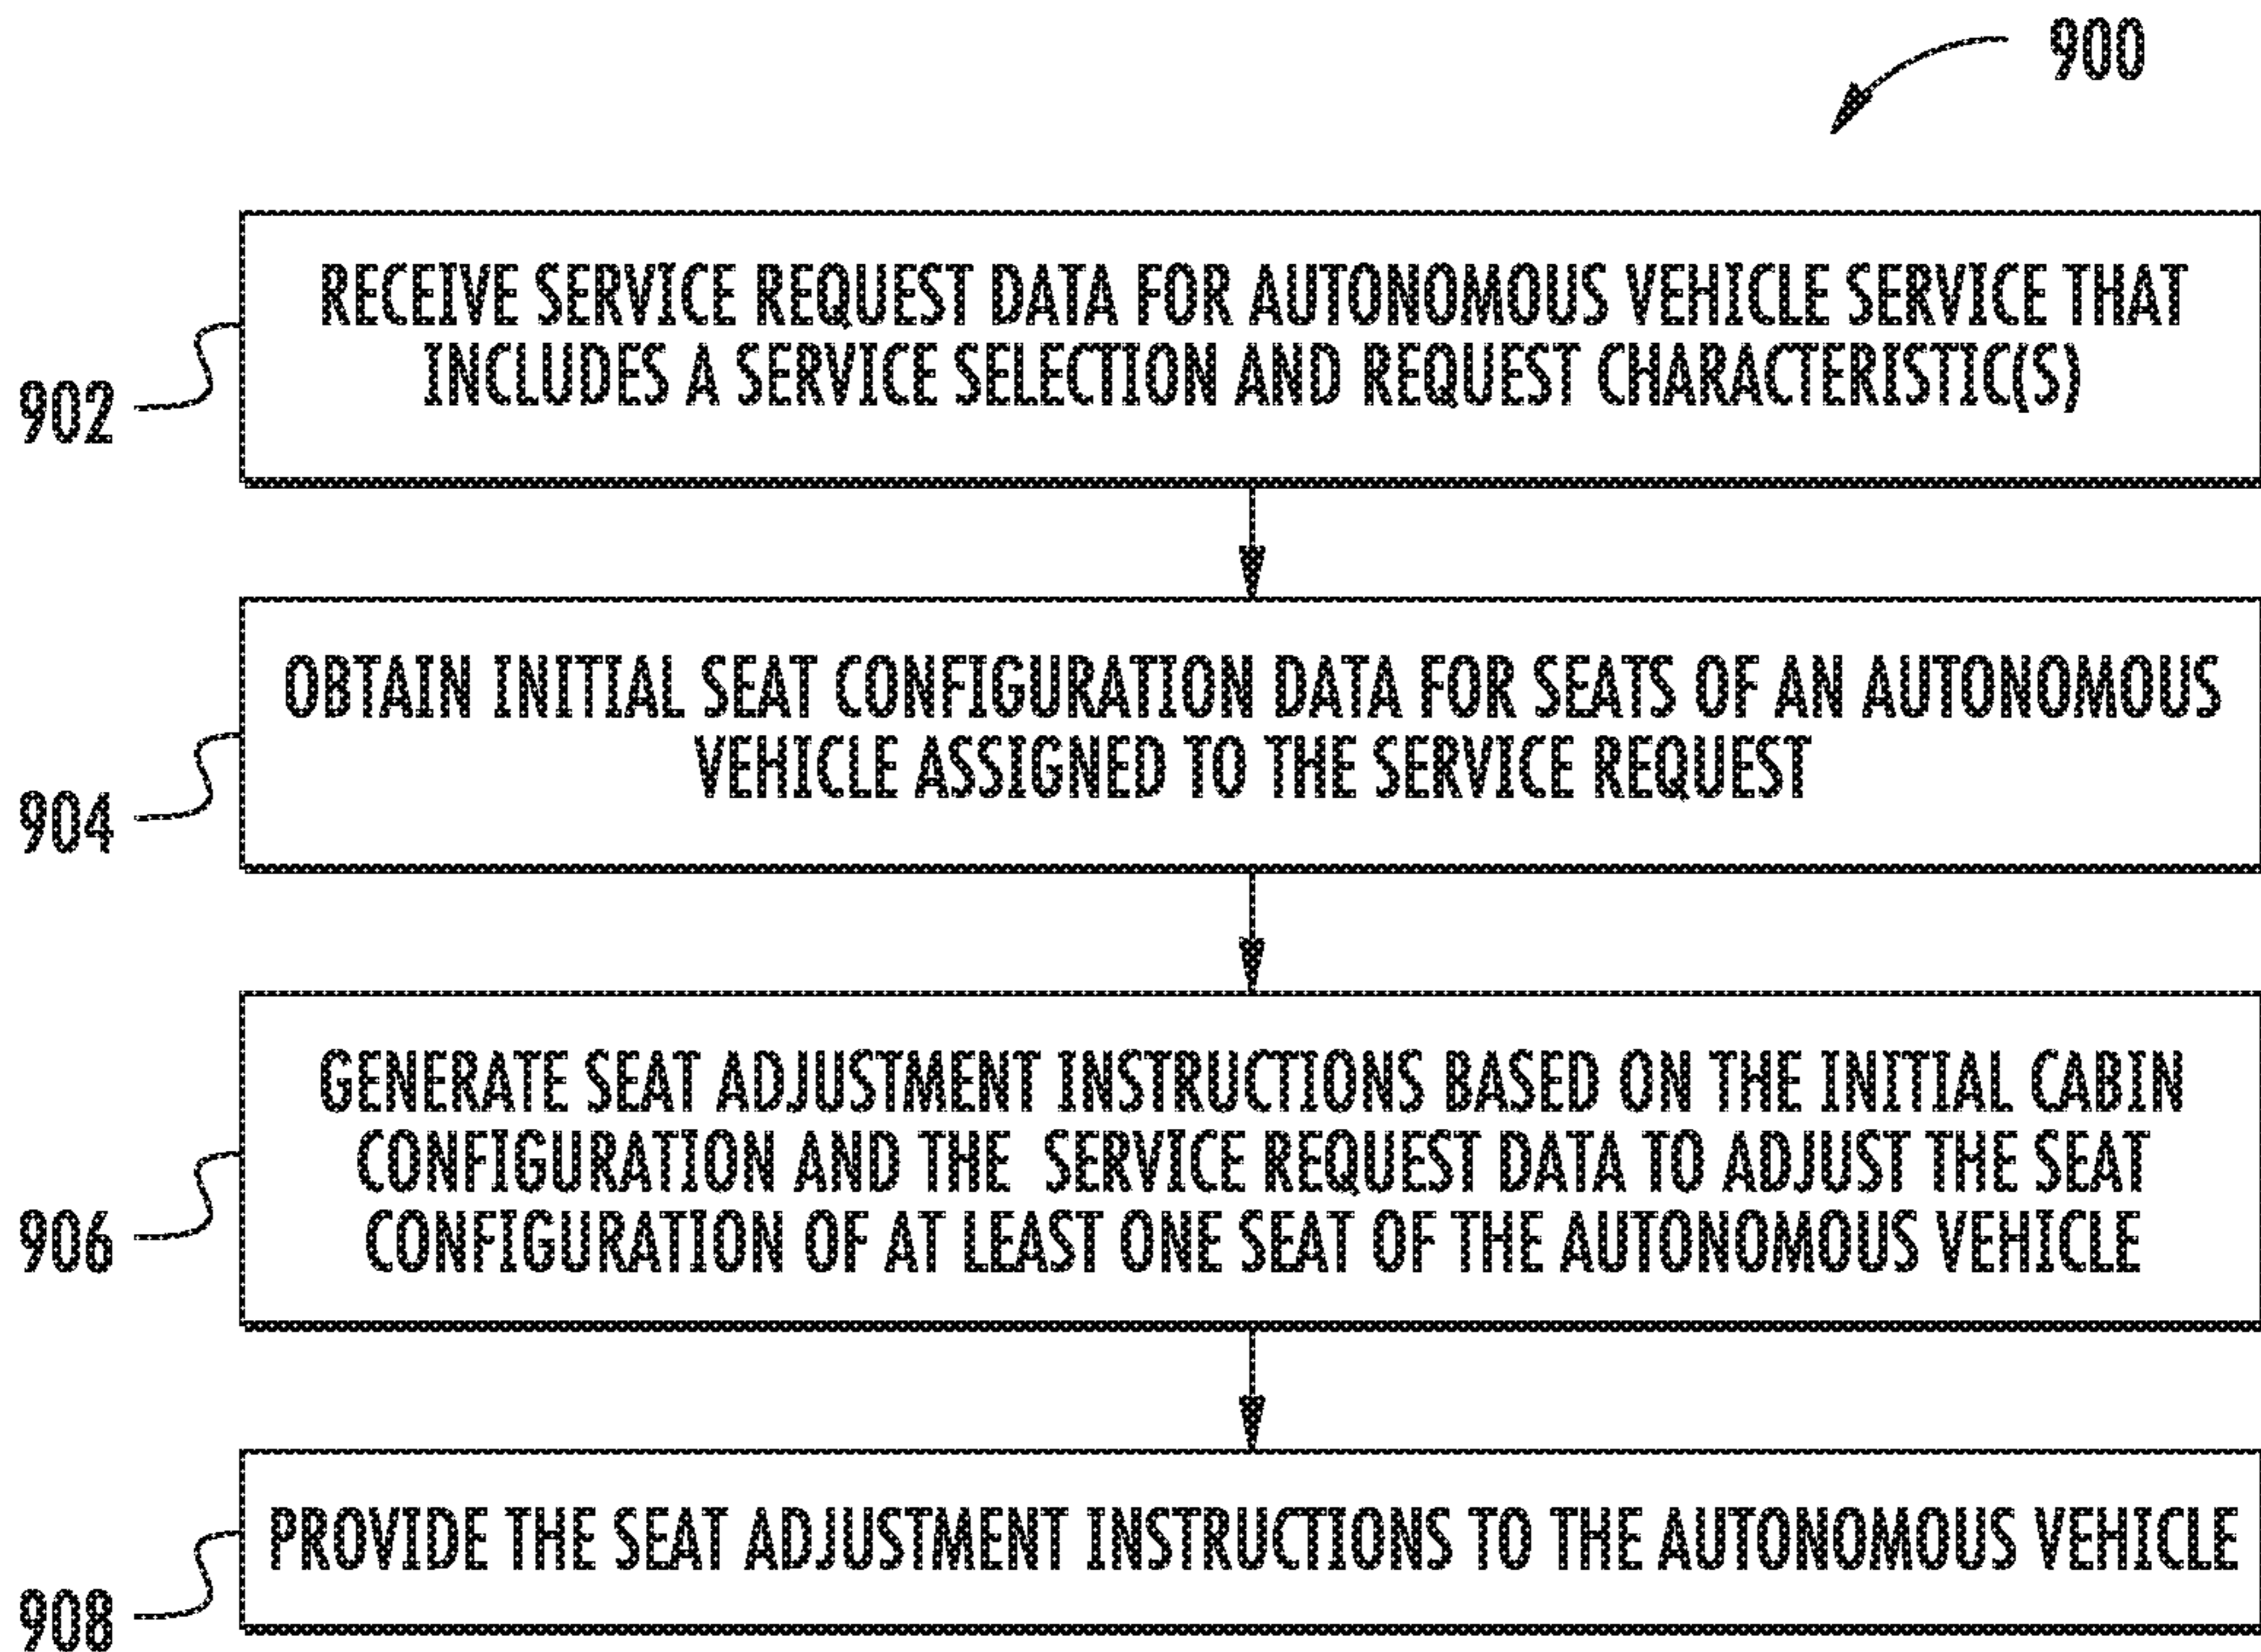 900
RECEIVE SERVICE REQUEST DATA FOR AUTONOMOUS VEHICLE SERVICE THAT
INCLUDES A SERVICE SELECTION AND REQUEST CHARACTERISTIC(S)
902
OBTAIN INITIAL SEAT CONFIGURATION DATA FOR SEATS OF AN AUTONOMOUS
VEHICLE ASSIGNED TO THE SERVICE REQUEST
904
GENERATE SEAT ADJUSTMENT INSTRUCTIONS BASED ON THE INITIAL CABIN
CONFIGURATION AND THE SERVICE REQUEST DATA TO ADJUST THE SEAT
CONFIGURATION OF AT LEAST ONE SEAT OF THE AUTONOMOUS VEHICLE
906
PROVIDE THE SEAT ADJUSTMENT INSTRUCTIONS TO THE AUTONOMOUS VEHICLE
908